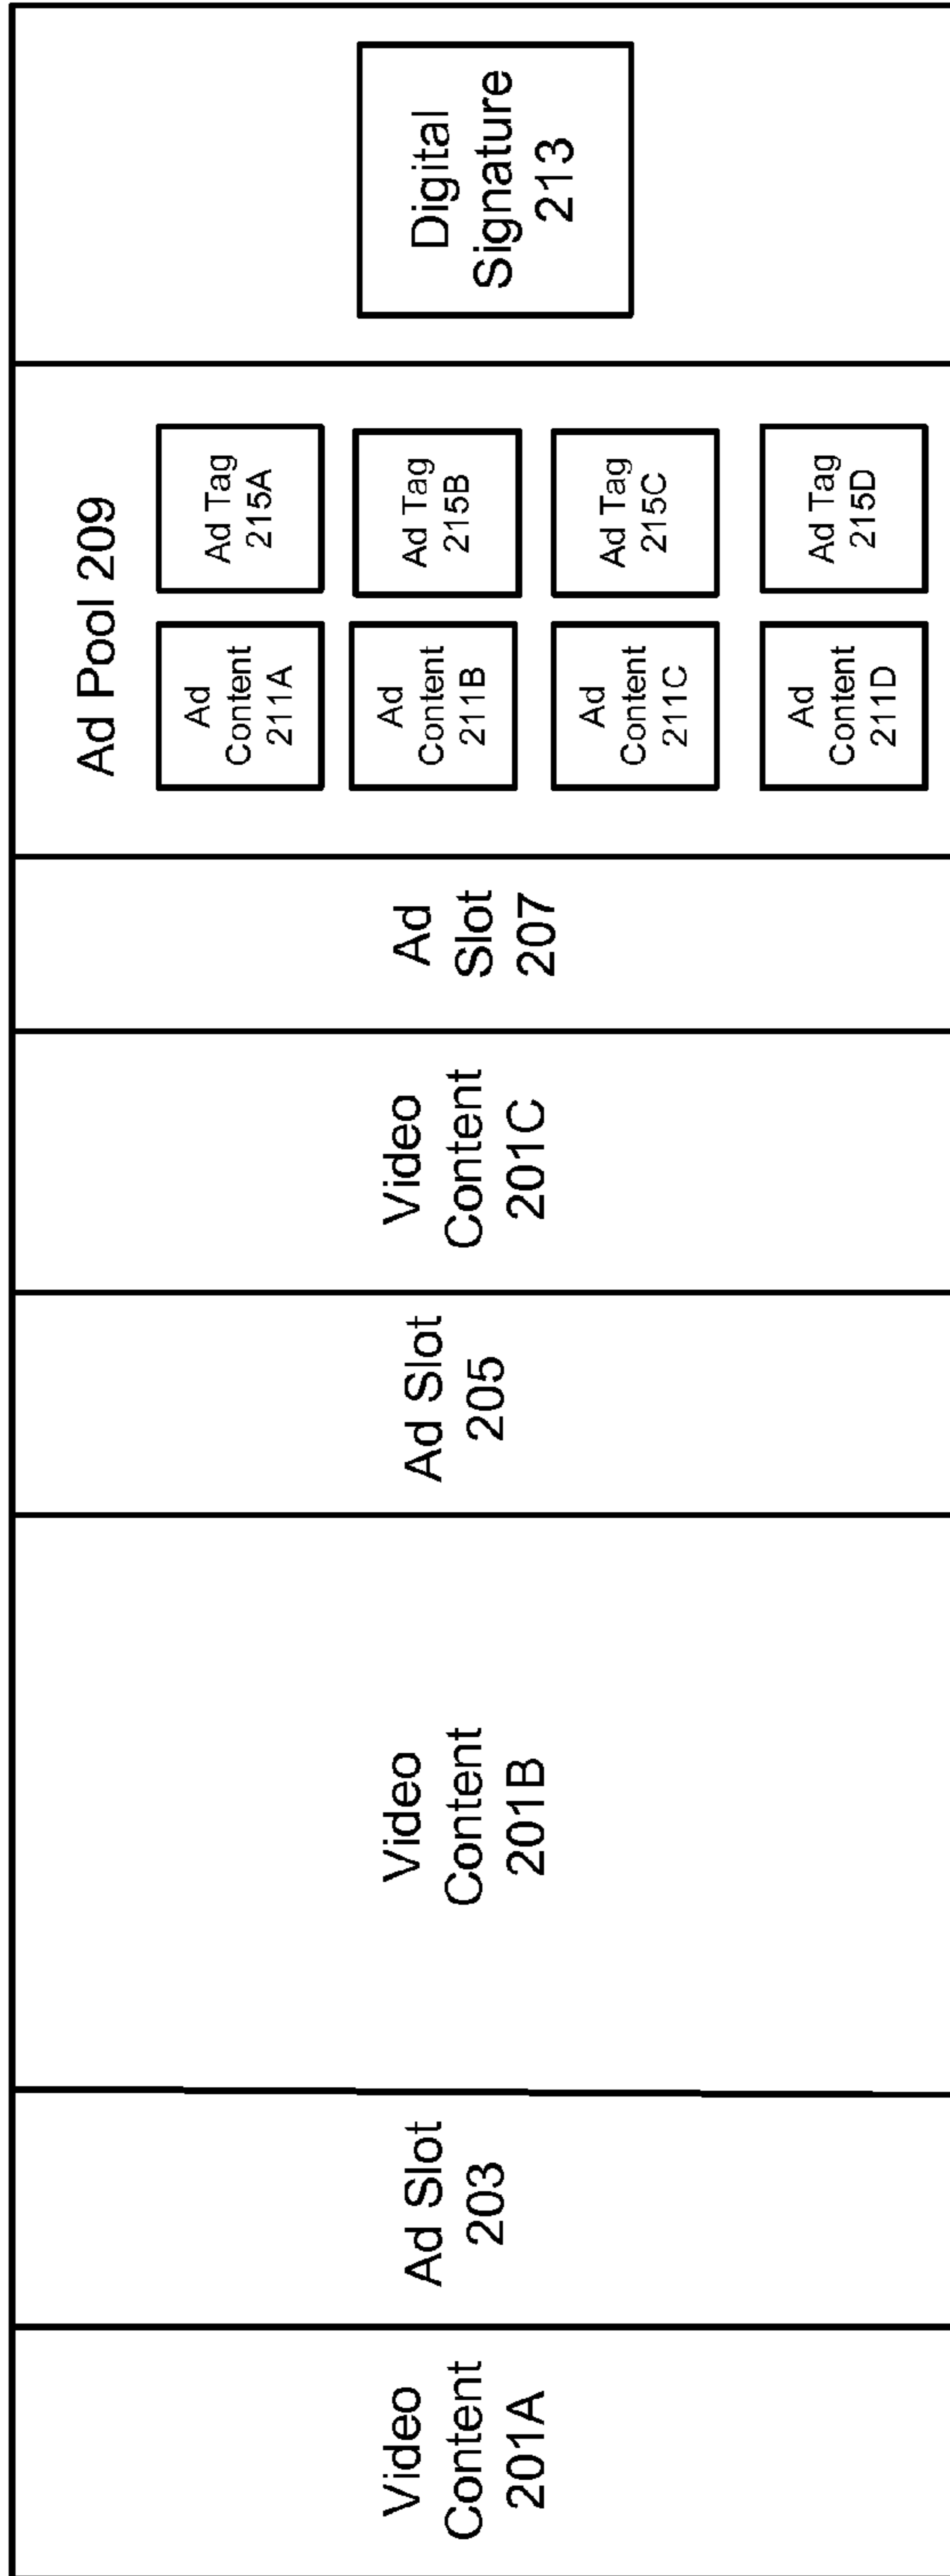 Video
Content
201A
Ad Slot
203
Video
Content
201B
Ad Slot
205
Video
Content
201C
Ad
Slot
207
Ad Pool 209
Ad
Content
211A
Ad Tag
215A
Ad
Content
211B
Ad Tag
215B
Ad
Content
211C
Ad Tag
215C
Ad
Content
211D
Ad Tag
215D
Digital
Signature
213